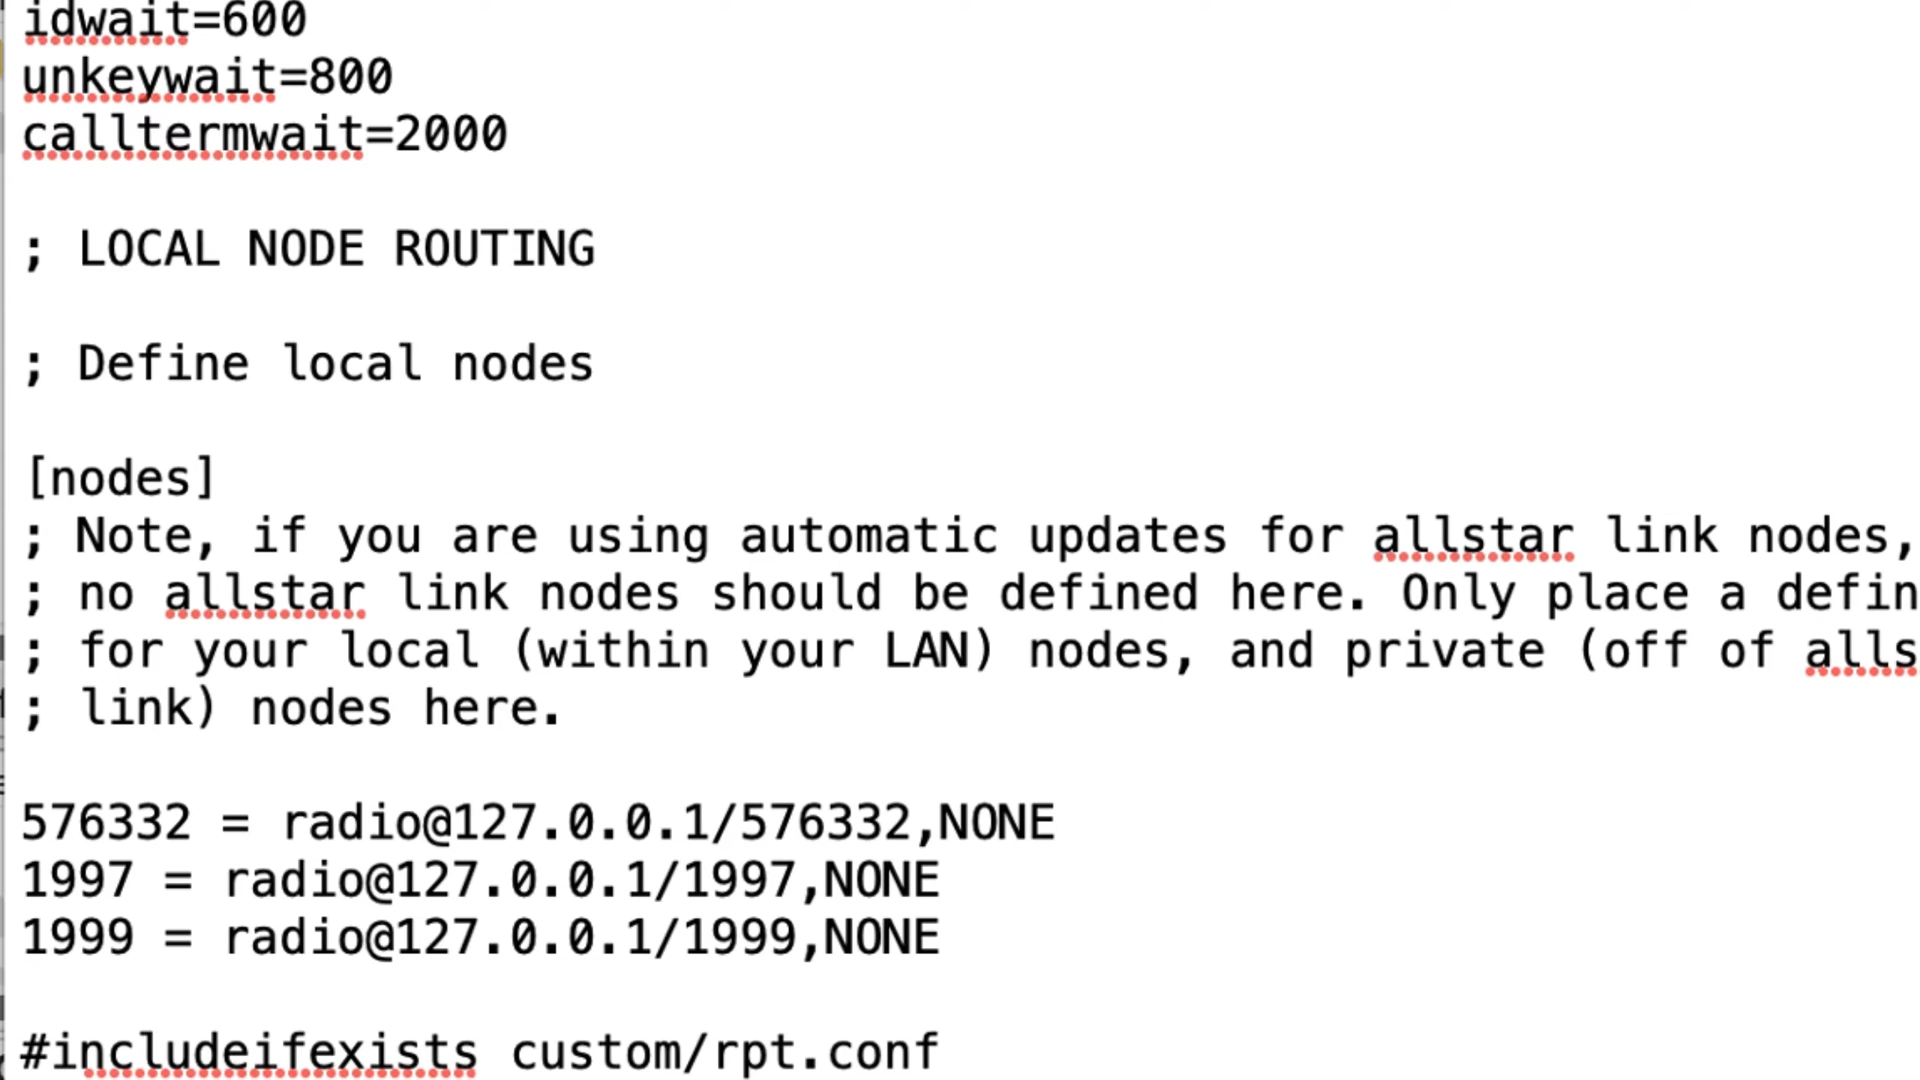 idwait=600
unkeywait=800
calltermwait=2000
; LOCAL NODE ROUTING
; Define local nodes
[nodes]
; Note, if you are using automatic updates for allstar link nodes,
; no allstar link nodes should be defined here. Only place a defin
; for your local (within your LAN) nodes, and private (off of alls
; link) nodes here.
576332 = radio@127.0.0.1/576332,NONE
1997 = radio@127.0.0.1/1997,NONE
1999 = radio@127.0.0.1/1999,NONE
#includeifexists custom/rpt.conf